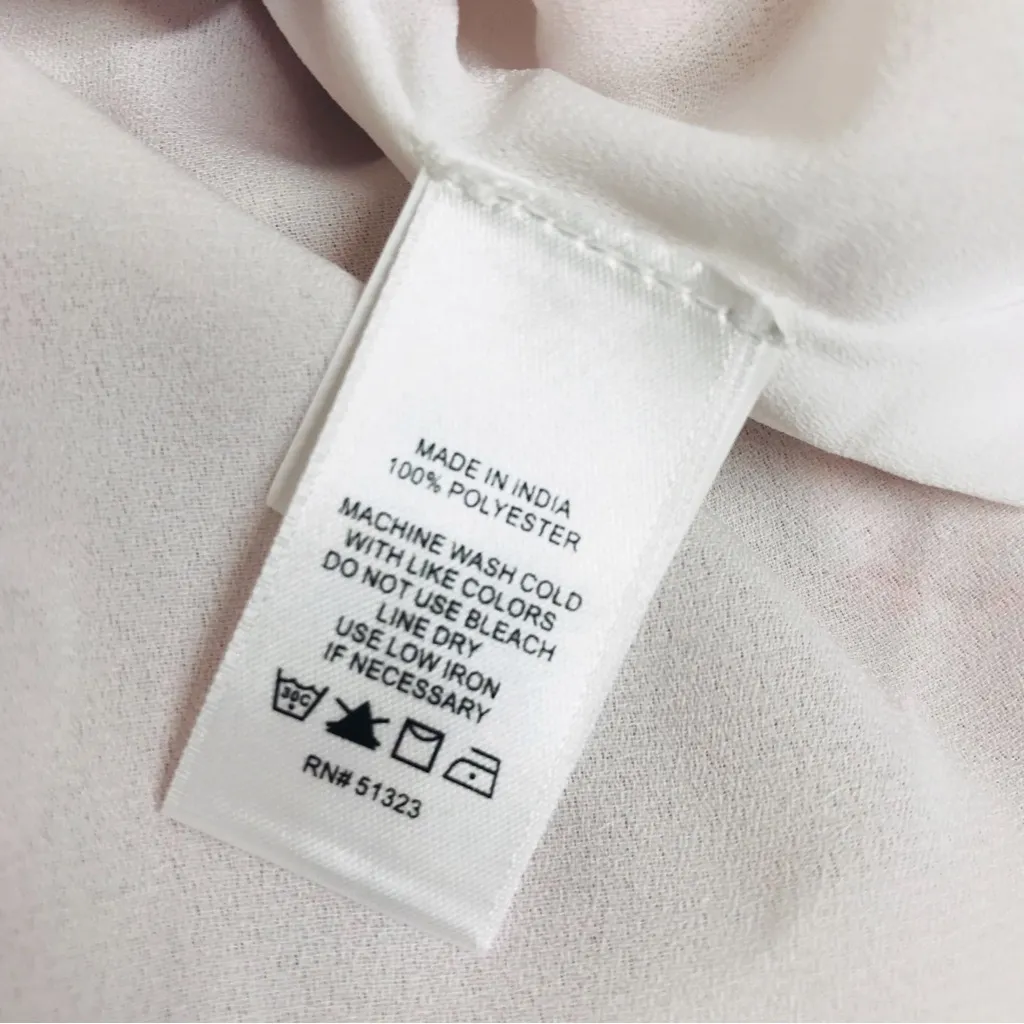 MADE IN INDIA
100% POLYESTER
MACHINE WASH COLD
WITH LIKE COLORS
DO NOT USE BLEACH
LINE DRY
USE LOW IRON
IF NECESSARY
30C
RN# 51323